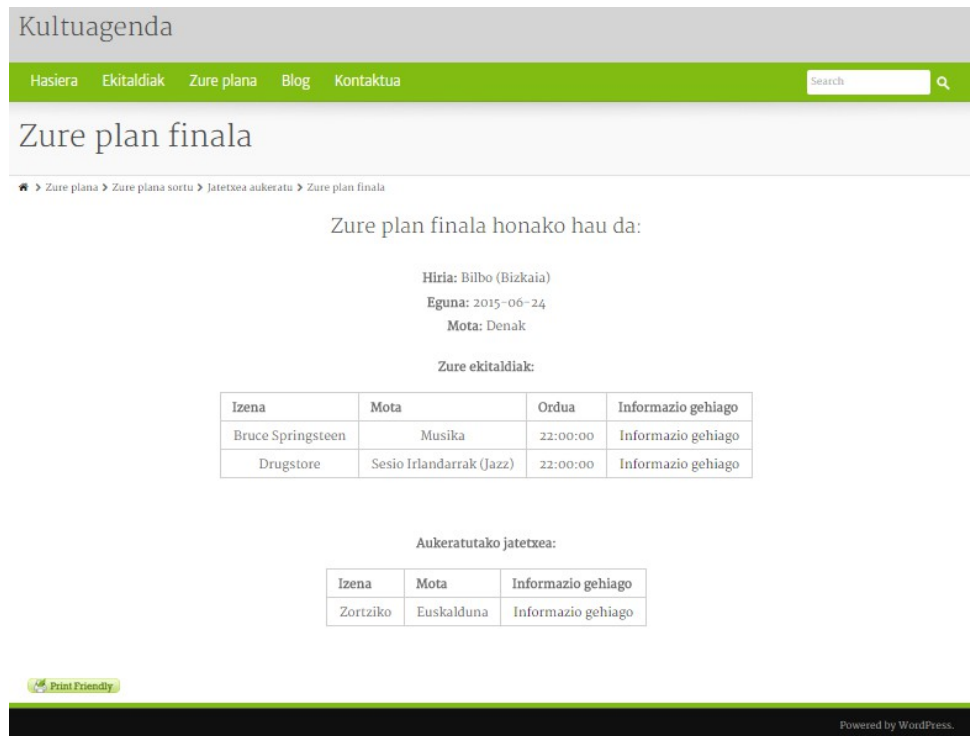 Kultuagenda
Hasiera Ekitaldiak Zure plana Blog Kontaktua Search
Zure plan finala
> Zure plana > Zure plana sortu > Jatetxea aukeratu > Zure plan finala
Zure plan finala honako hau da:
Hiria: Bilbo (Bizkaia)
Eguna: 2015-06-24
Mota: Denak
Zure ekitaldiak:
Izena Mota Ordua Informazio gehiago
Bruce Springsteen Musika 22:00:00 Informazio gehiago
Drugstore Sesio Irlandarrak (Jazz) 22:00:00 Informazio gehiago
Aukeratutako jatetxea:
Izena Mota Informazio gehiago
Zortziko Euskalduna Informazio gehiago
Print Friendly
Powered by WordPress.